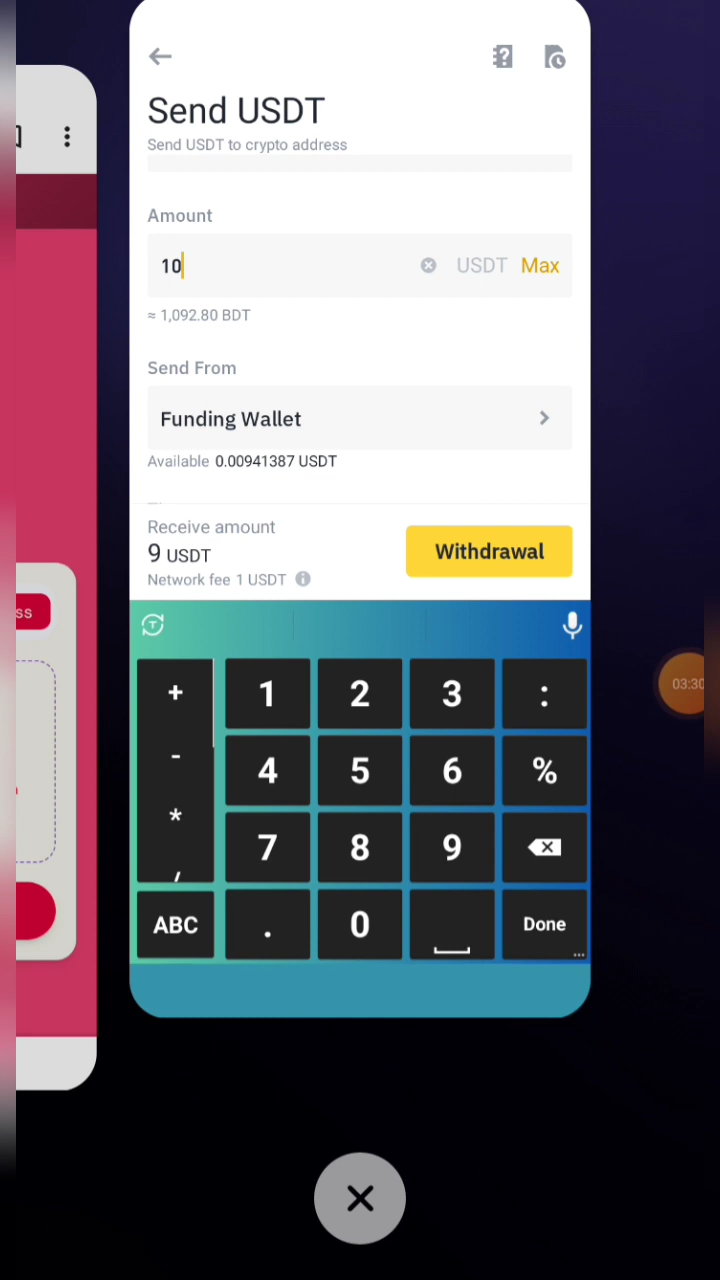 Send USDT
Send USDT to crypto address
Amount
10 USDT Max
≈ 1,092.80 BDT
Send From
Funding Wallet
Available 0.00941387 USDT
Receive amount
9 USDT
Network fee 1 USDT
Withdrawal
ss
03:30
+ 1 2 3 :
- 4 5 6 %
* 7 8 9
,
ABC . 0 Done